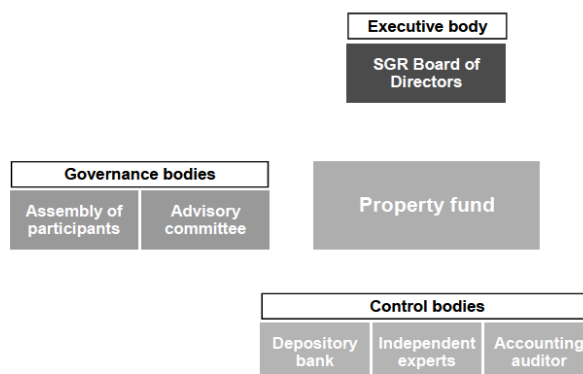 Executive body
SGR Board of
Directors
Governance bodies
Assembly of
participants
Advisory
committee
Property fund
Control bodies
Depository
bank
Independent
experts
Accounting
auditor